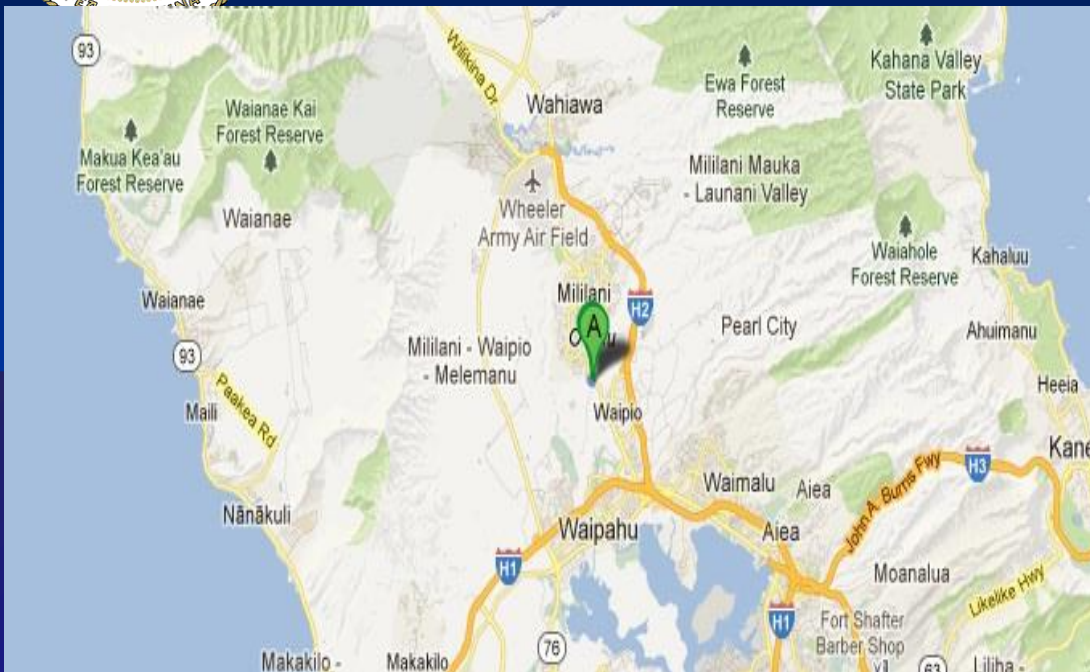 93
Wilikina Dr
Wahiawa
Ewa Forest
Reserve
Kahana Valley
State Park
Waianae Kai
Forest Reserve
Makua Kea'au
Forest Reserve
Mililani Mauka
- Launani Valley
Waianae
Wheeler
Army Air Field
Waiahole
Forest Reserve
Kahaluu
Mililani
H2
Waianae
A
Pearl City
Ahuimanu
Mililani - Waipio
- Melemanu
93
Paakea Rd
Maili
Waipio
Heeia
Kane
H3
John A. Burns Fwy
Waimalu
Aiea
Nānākuli
Waipahu
Aiea
H1
Moanalua
Likelike Hwy
H1
Fort Shafter
Barber Shop
76
Makakilo -
Makakilo
63
Liliha -